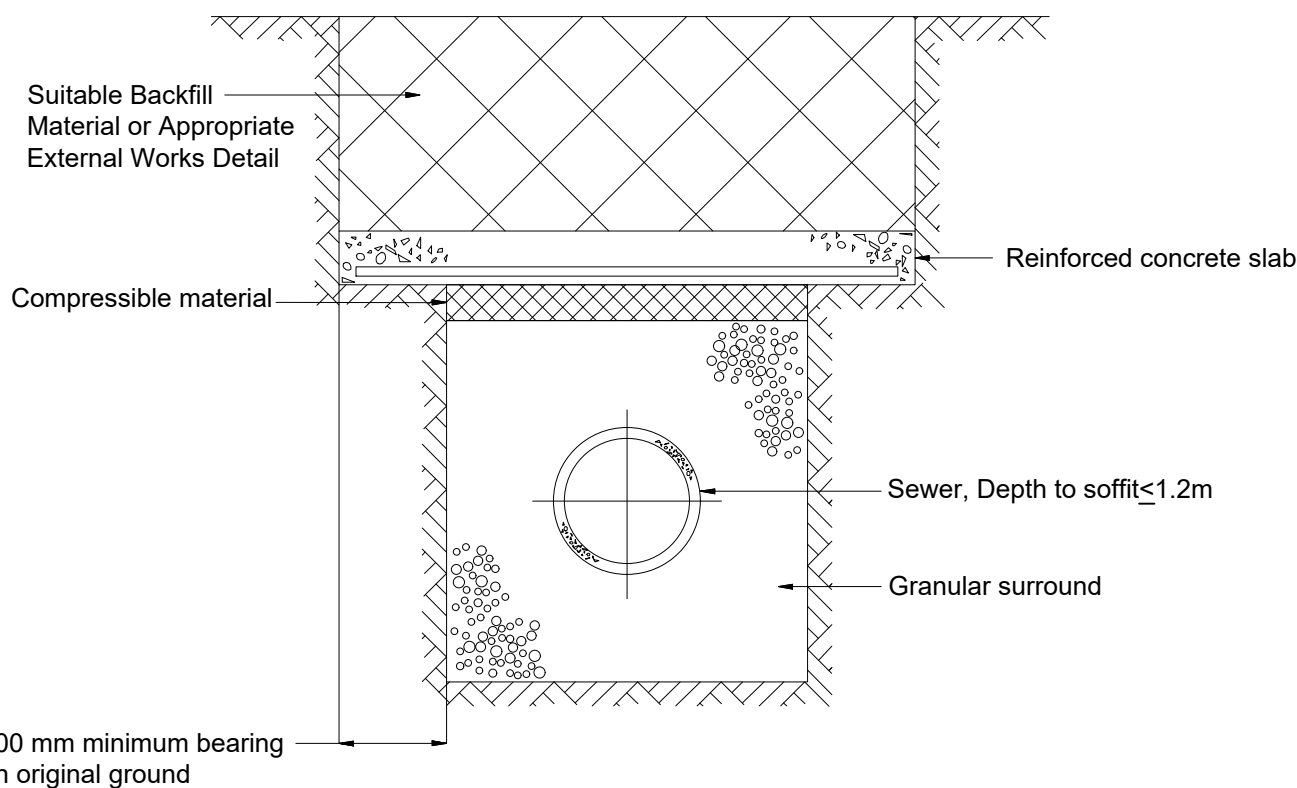 Suitable Backfill
Material or Appropriate
External Works Detail
Reinforced concrete slab
Compressible material
Sewer, Depth to soffit≤1.2m
Granular surround
00 mm minimum bearing
n original ground